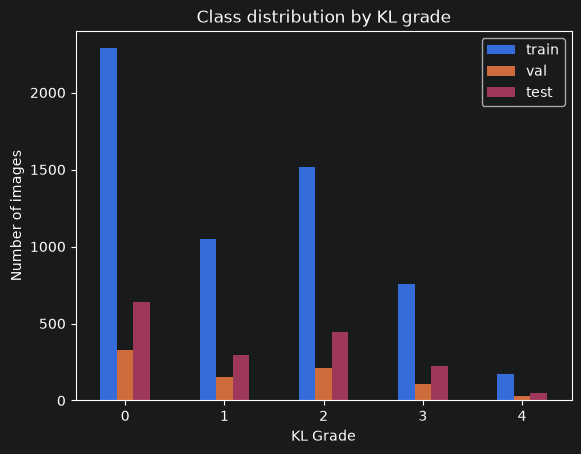 Class distribution by KL grade
train
val
test
Number of images
2000
1500
1000
500
0
0 1 2 3 4
KL Grade